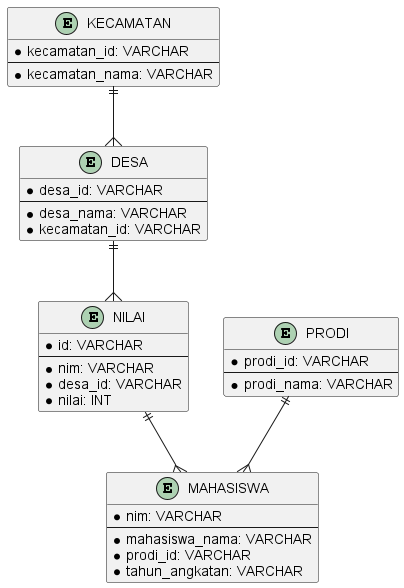 E KECAMATAN
kecamatan_id: VARCHAR
kecamatan_nama: VARCHAR
E DESA
desa_id: VARCHAR
desa_nama: VARCHAR
kecamatan_id: VARCHAR
E NILAI
id: VARCHAR
nim: VARCHAR
desa_id: VARCHAR
nilai: INT
E PRODI
prodi_id: VARCHAR
prodi_nama: VARCHAR
E MAHASISWA
nim: VARCHAR
mahasiswa_nama: VARCHAR
prodi_id: VARCHAR
tahun_angkatan: VARCHAR